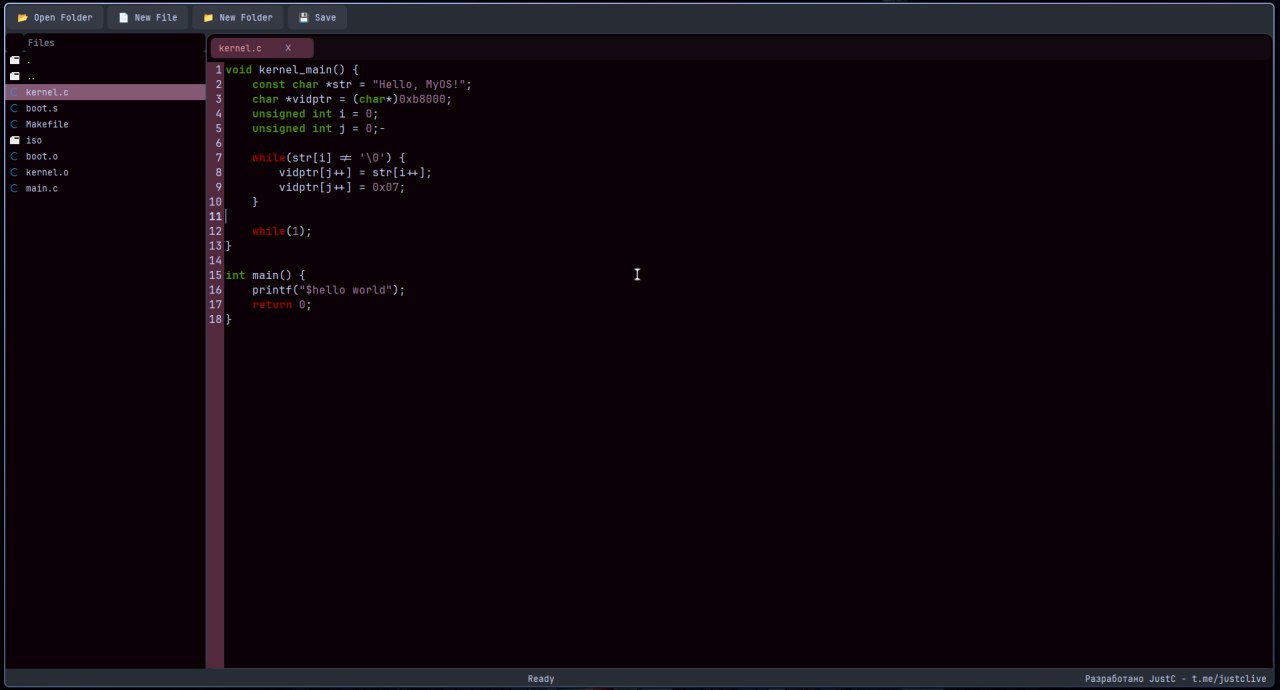 Open Folder New File New Folder Save
Files
.
..
kernel.c
boot.s
Makefile
iso
boot.o
kernel.o
main.c
kernel.c X
1 void kernel_main() {
2     const char *str = "Hello, MyOS!";
3     char *vidptr = (char*)0xb8000;
4     unsigned int i = 0;
5     unsigned int j = 0;-
6
7     while(str[i] != '\0') {
8         vidptr[j++] = str[i++];
9         vidptr[j++] = 0x07;
10     }
11
12     while(1);
13 }
14
15 int main() {
16     printf("$hello world");
17     return 0;
18 }
Ready
Разработано JustC - t.me/justclive